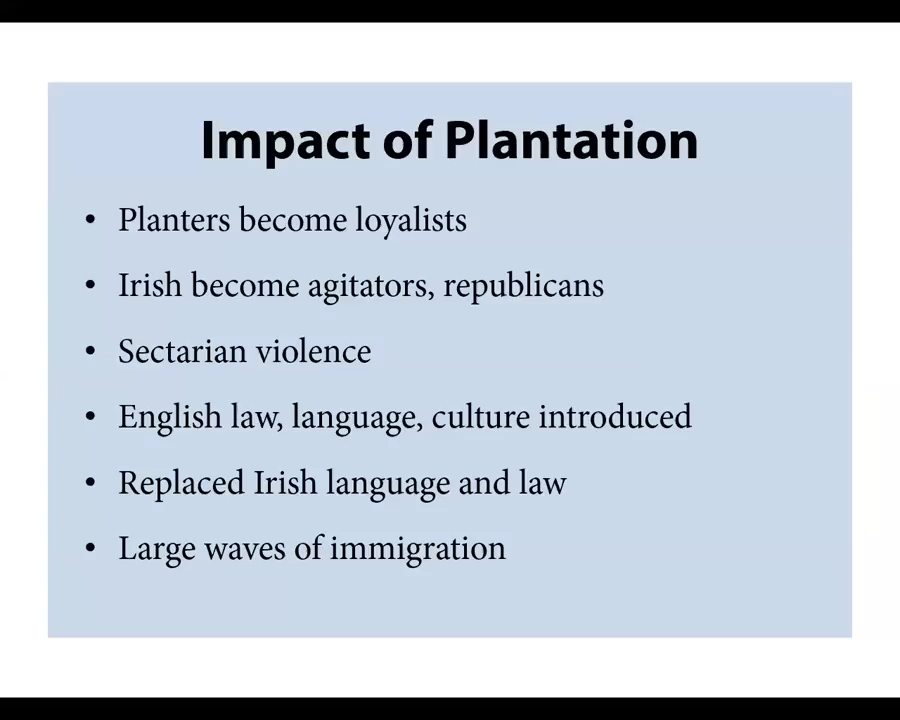 Impact of Plantation
• Planters become loyalists
• Irish become agitators, republicans
• Sectarian violence
• English law, language, culture introduced
• Replaced Irish language and law
• Large waves of immigration